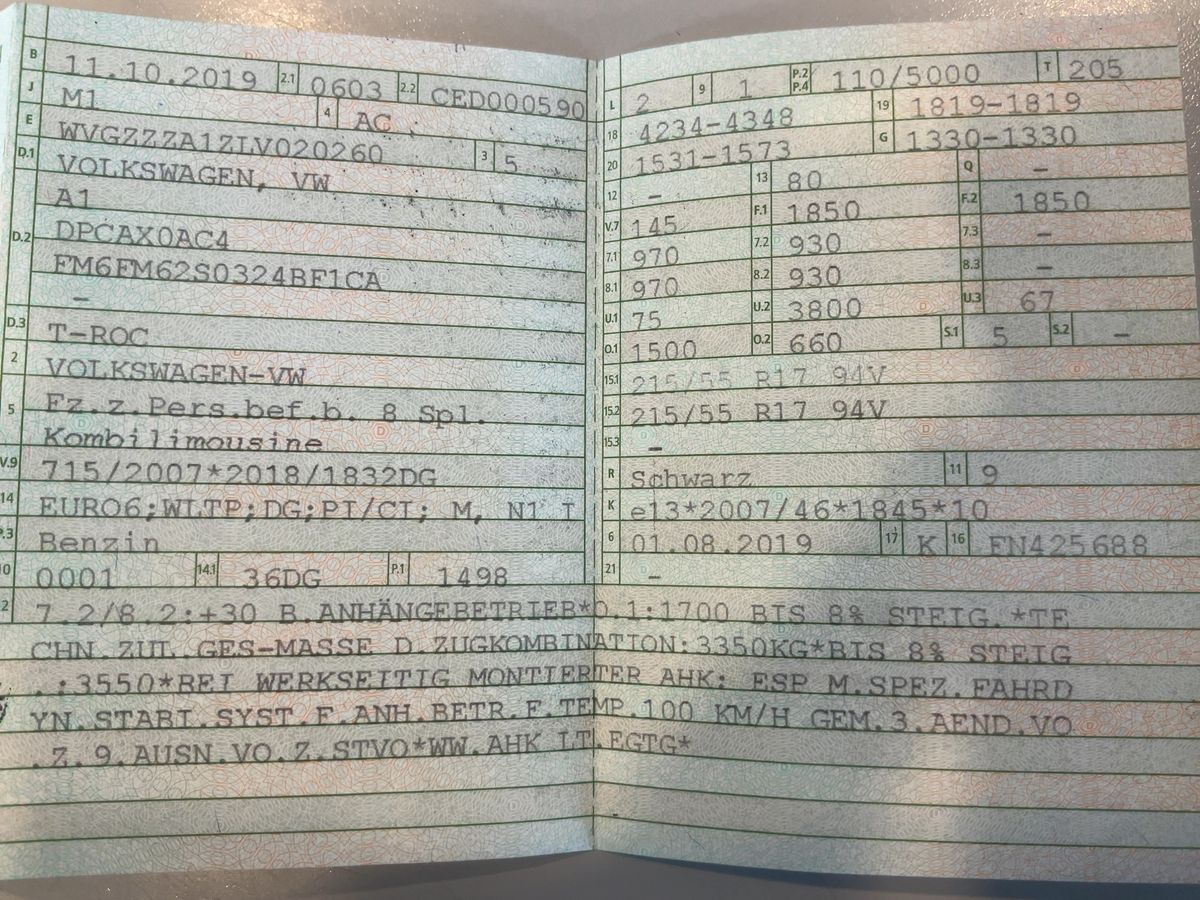 B 11.10.2019 2.1 0603 2.2 CED000590
J M1 4 AC
E WVGZZZA1ZLV020260 3 5
D.1 VOLKSWAGEN, VW
D.2 A1
DPCAX0AC4
FM6FM62S0324BF1CA
–
D.3 T-ROC
2 VOLKSWAGEN-VW
5 Fz.z.Pers.bef.b. 8 Spl.
Kombilimousine
V.9 715/2007*2018/1832DG
14 EURO6;WLTP;DG;PI/CI; M, N1 I
P.3 Benzin
10 0001 14.1 36DG P.1 1498
L 2 9 1 P.2 P.4 110/5000 T 205
18 4234-4348 19 1819-1819
20 1531-1573 G 1330-1330
12 – 13 80 Q –
V.7 145 F.1 1850 F.2 1850
7.1 970 7.2 930 7.3 –
8.1 970 8.2 930 8.3 –
U.1 75 U.2 3800 U.3 67
O.1 1500 O.2 660 S.1 5 S.2 –
15.1 215/55 R17 94V
15.2 215/55 R17 94V
15.3 –
R Schwarz 11 9
K e13*2007/46*1845*10
6 01.08.2019 17 K 16 FN425688
21 –
7.2/8.2:+30 B.ANHÄNGEBETRIEB*O.1:1700 BIS 8% STEIG.*TE
CHN.ZUL.GES-MASSE D.ZUGKOMBINATION:3350KG*BIS 8% STEIG
.:3550*BEI WERKSEITIG MONTIERTER AHK: ESP M.SPEZ.FAHRD
YN.STABI.SYST.F.ANH.BETR.F.TEMP.100 KM/H GEM.3.AEND.VO
.Z.9.AUSN.VO.Z.STVO*WW.AHK LT.EGTG*